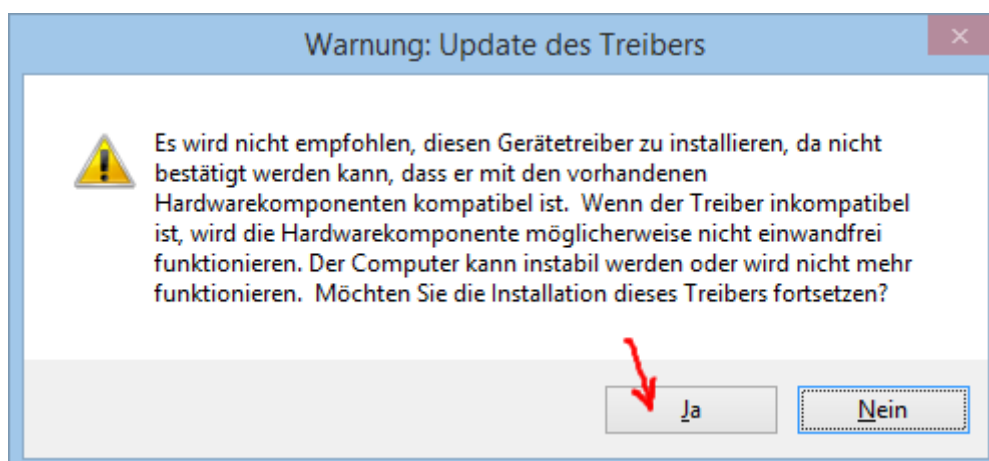 Warnung: Update des Treibers
Es wird nicht empfohlen, diesen Gerätetreiber zu installieren, da nicht
bestätigt werden kann, dass er mit den vorhandenen
Hardwarekomponenten kompatibel ist.  Wenn der Treiber inkompatibel
ist, wird die Hardwarekomponente möglicherweise nicht einwandfrei
funktionieren. Der Computer kann instabil werden oder wird nicht mehr
funktionieren.  Möchten Sie die Installation dieses Treibers fortsetzen?
Ja Nein